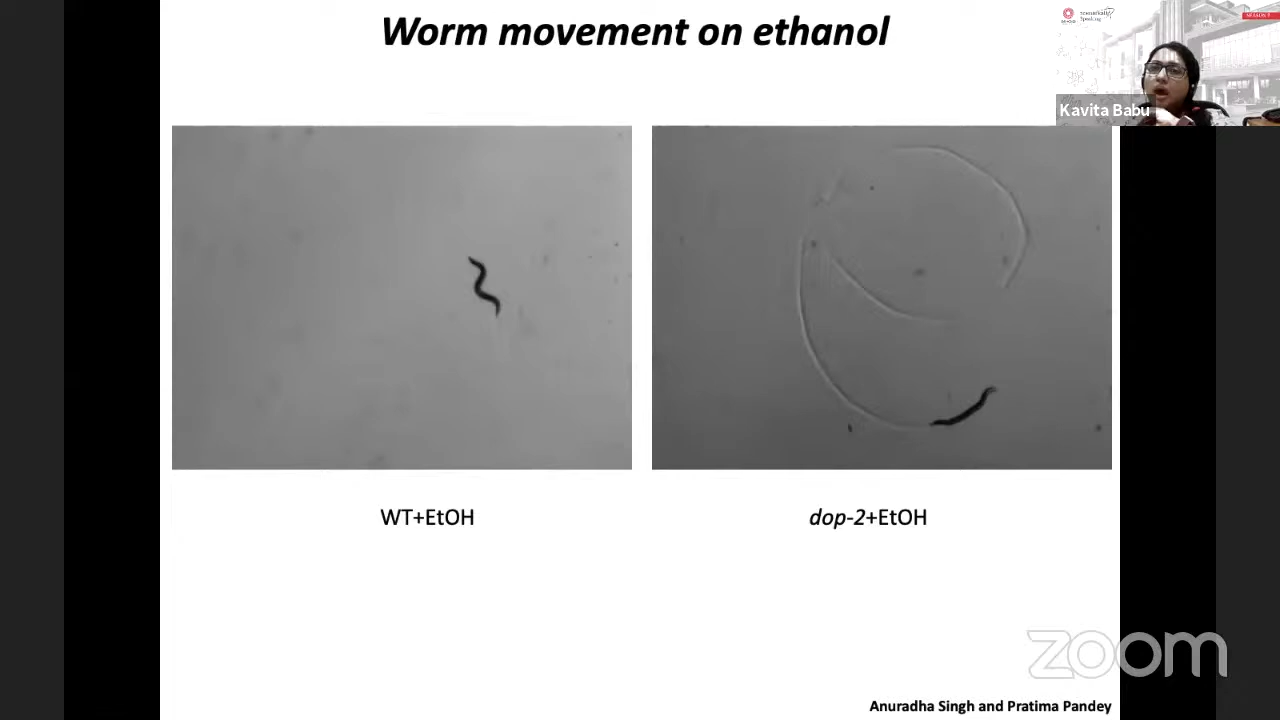 Worm movement on ethanol
Kavita Babu
WT+EtOH
dop-2+EtOH
zoom
Anuradha Singh and Pratima Pandey